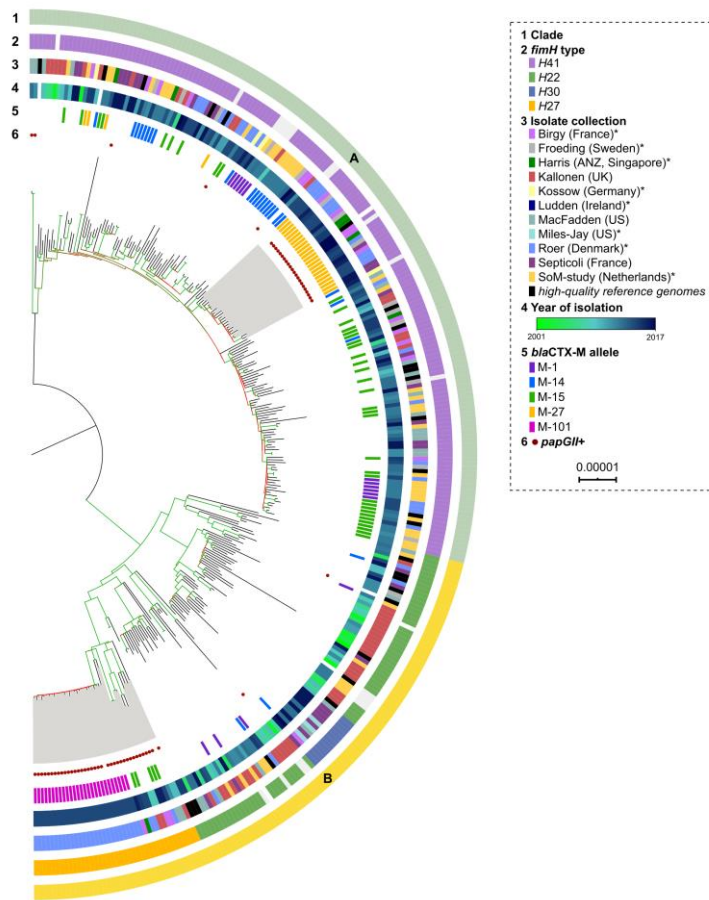 1
2
3
4
5
6
A
B
1 Clade
2 fimH type
H41
H22
H30
H27
3 Isolate collection
Birgy (France)*
Froeding (Sweden)*
Harris (ANZ, Singapore)*
Kallonen (UK)
Kossow (Germany)*
Ludden (Ireland)*
MacFadden (US)
Miles-Jay (US)*
Roer (Denmark)*
Septicoli (France)
SoM-study (Netherlands)*
high-quality reference genomes
4 Year of isolation
2001 2017
5 blaCTX-M allele
M-1
M-14
M-15
M-27
M-101
6 papGII+
0.00001